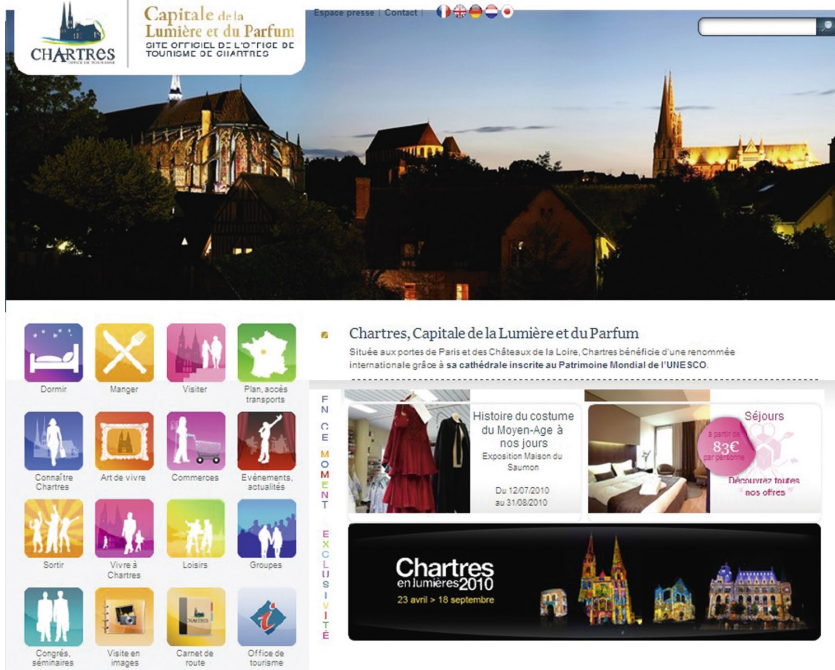 CHARTRES
OFFICE DE TOURISME
Capitale de la
Lumière et du Parfum
SITE OFFICIEL DE L'OFFICE DE
TOURISME DE CHARTRES
Espace presse | Contact |
Chartres, Capitale de la Lumière et du Parfum
Située aux portes de Paris et des Châteaux de la Loire, Chartres bénéficie d'une renommée
internationale grâce à sa cathédrale inscrite au Patrimoine Mondial de l'UNESCO.
Dormir
Manger
Visiter
Plan, accés
transports
Connaître
Chartres
Art de vivre
Commerces
Evénements,
actualités
Sortir
Vivre à
Chartres
Loisirs
Groupes
Congrés,
séminaires
Visite en
images
Carnet de
route
Office de
tourisme
EN CE MOMENT
Histoire du costume
du Moyen-Age à
nos jours
Exposition Maison du
Saumon
Du 12/07/2010
au 31/08/2010
Séjours
à partir de
83€
par personne
Découvrez toutes
nos offres
EXCLUSIVITÉ
Chartres
en lumières 2010
23 avril > 18 septembre